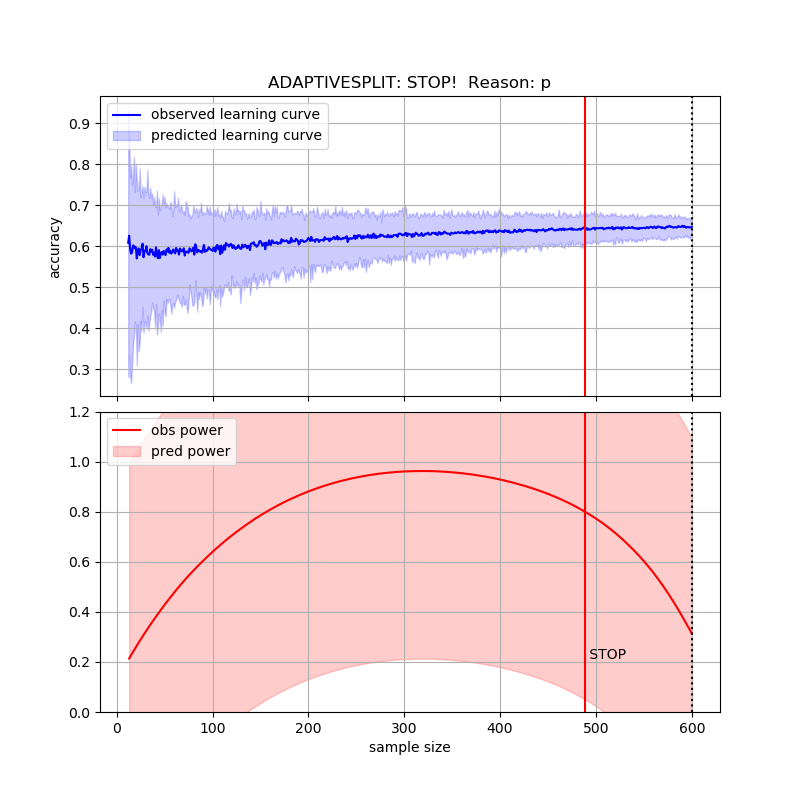 ADAPTIVESPLIT: STOP!  Reason: p
observed learning curve
predicted learning curve
accuracy
0.9
0.8
0.7
0.6
0.5
0.4
0.3
obs power
pred power
1.2
1.0
0.8
0.6
0.4
0.2
0.0
STOP
0 100 200 300 400 500 600
sample size